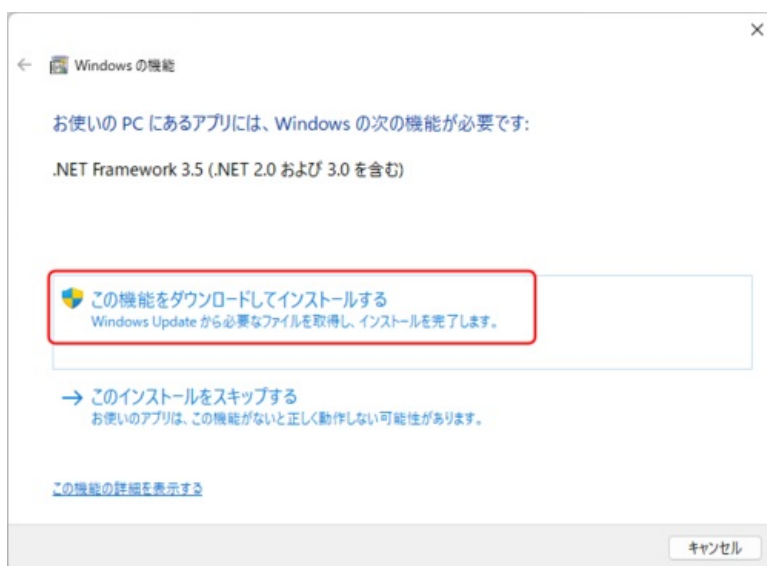 Windows の機能
お使いの PC にあるアプリには、Windows の次の機能が必要です:
.NET Framework 3.5 (.NET 2.0 および 3.0 を含む)
この機能をダウンロードしてインストールする
Windows Update から必要なファイルを取得し、インストールを完了します。
このインストールをスキップする
お使いのアプリは、この機能がないと正しく動作しない可能性があります。
この機能の詳細を表示する
キャンセル